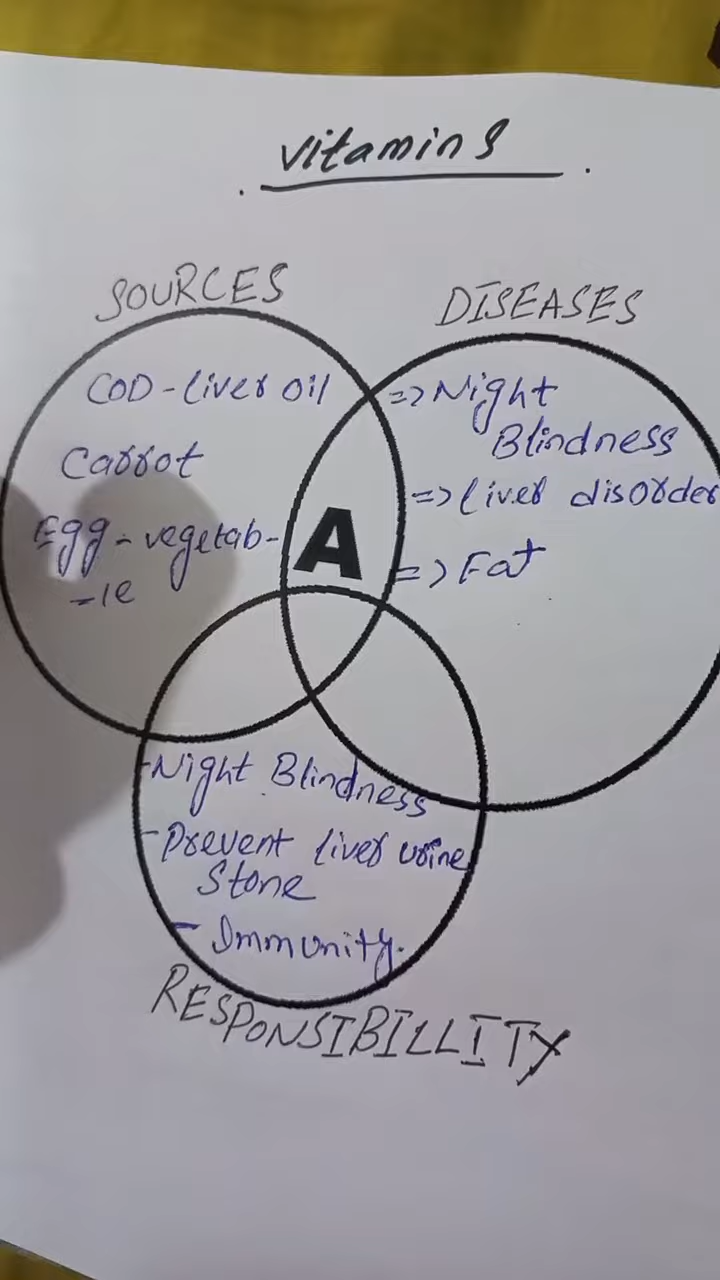 vitamins
SOURCES
COD-liver oil
Carrot
Egg-vegetab-
-le
DISEASES
=> Night
Blindness
=> liver disorder
=> Fat
A
-Night Blindness
-Prevent liver urine
Stone
- Immunity.
RESPONSIBILLITY